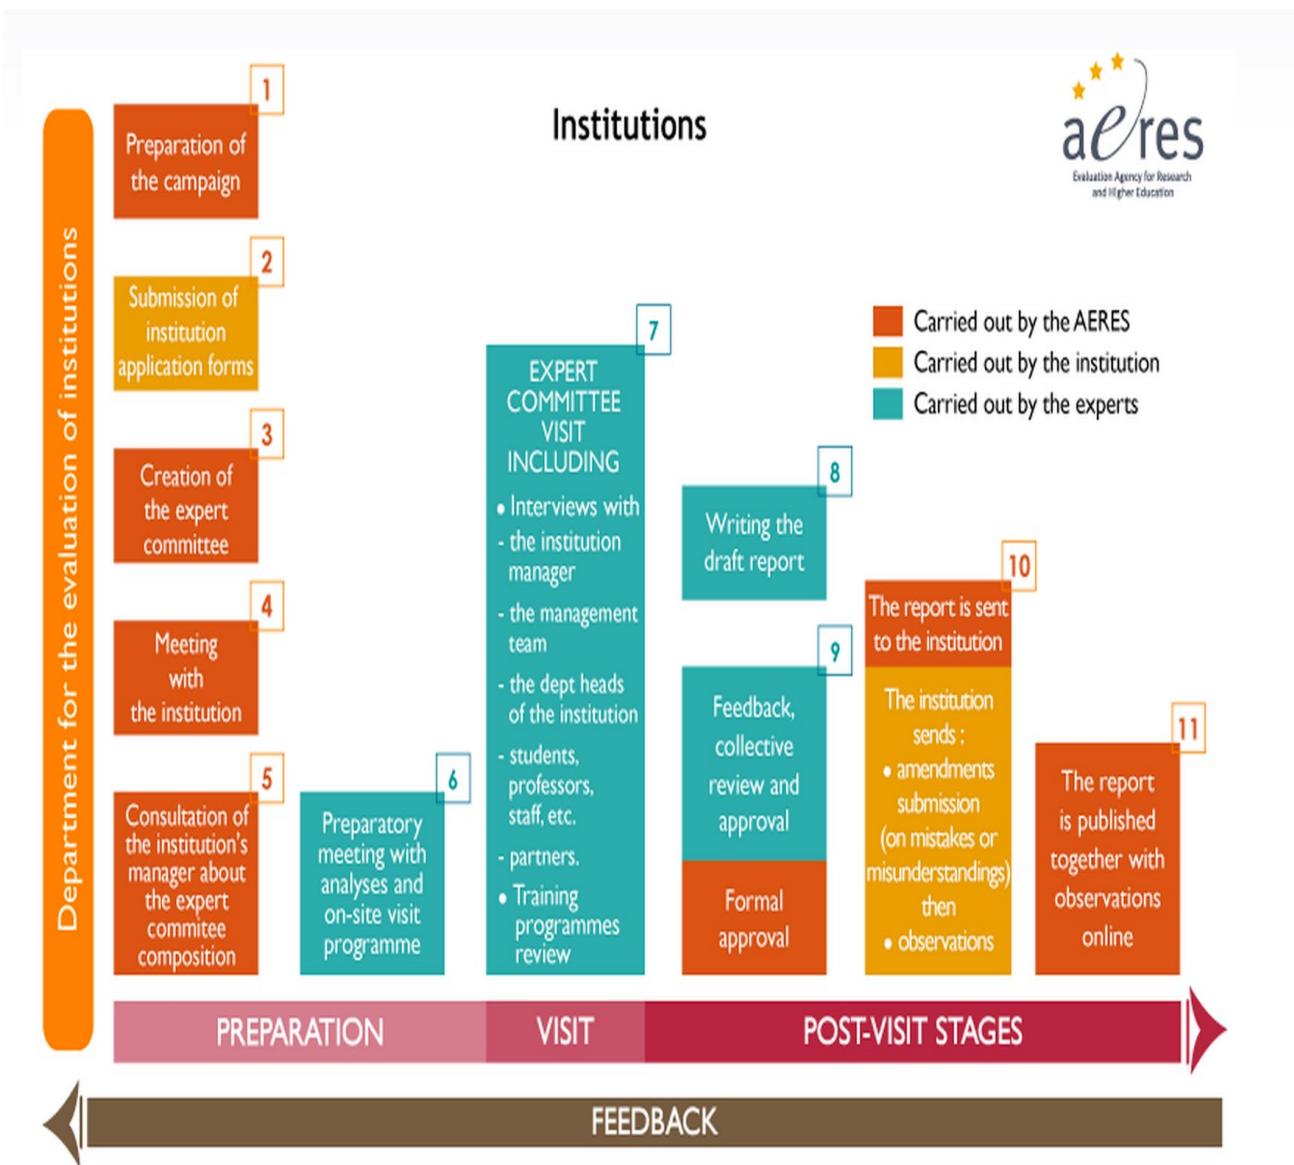 Institutions
aeres
Evaluation Agency for Research
and Higher Education
Department for the evaluation of institutions
1
Preparation of
the campaign
2
Submission of
institution
application forms
3
Creation of
the expert
committee
4
Meeting
with
the institution
5
Consultation of
the institution's
manager about
the expert
commitee
composition
6
Preparatory
meeting with
analyses and
on-site visit
programme
7
EXPERT
COMMITTEE
VISIT
INCLUDING
• Interviews with
- the institution
manager
- the management
team
- the dept heads
of the institution
- students,
professors,
staff, etc.
- partners.
• Training
programmes
review
Carried out by the AERES
Carried out by the institution
Carried out by the experts
8
Writing the
draft report
9
Feedback,
collective
review and
approval
Formal
approval
10
The report is sent
to the institution
The institution
sends :
• amendments
submission
(on mistakes or
misunderstandings)
then
• observations
11
The report
is published
together with
observations
online
PREPARATION
VISIT
POST-VISIT STAGES
FEEDBACK